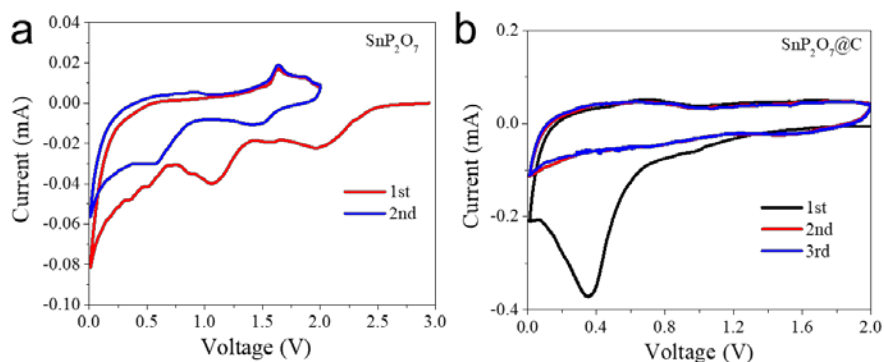 a
SnP₂O₇
0.04
0.02
0.00
-0.02
-0.04
-0.06
-0.08
-0.10
Current (mA)
1st
2nd
0.0 0.5 1.0 1.5 2.0 2.5 3.0
Voltage (V)
b
SnP₂O₇@C
0.2
0.0
-0.2
-0.4
Current (mA)
1st
2nd
3rd
0.0 0.4 0.8 1.2 1.6 2.0
Voltage (V)